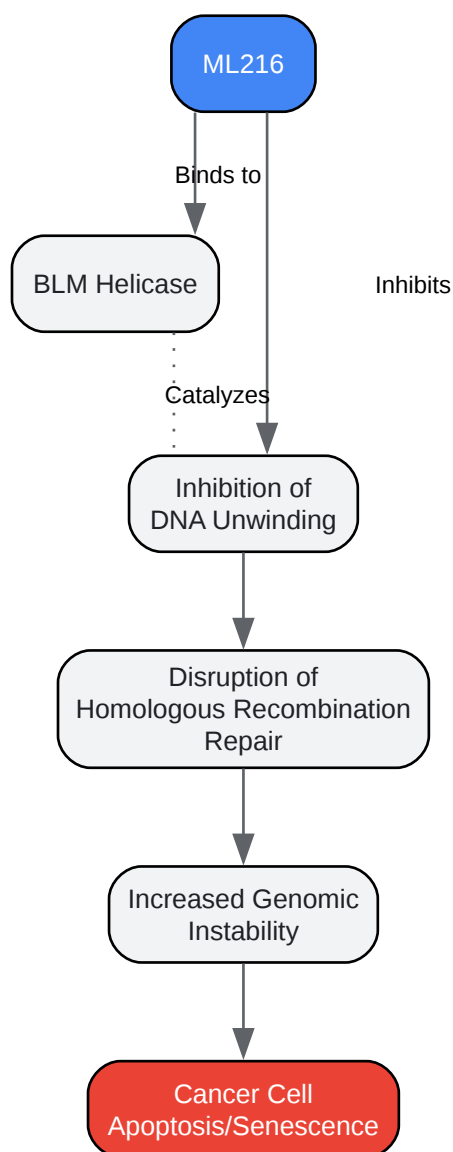 ML216
Binds to
BLM Helicase
Inhibits
Catalyzes
Inhibition of
DNA Unwinding
Disruption of
Homologous Recombination
Repair
Increased Genomic
Instability
Cancer Cell
Apoptosis/Senescence